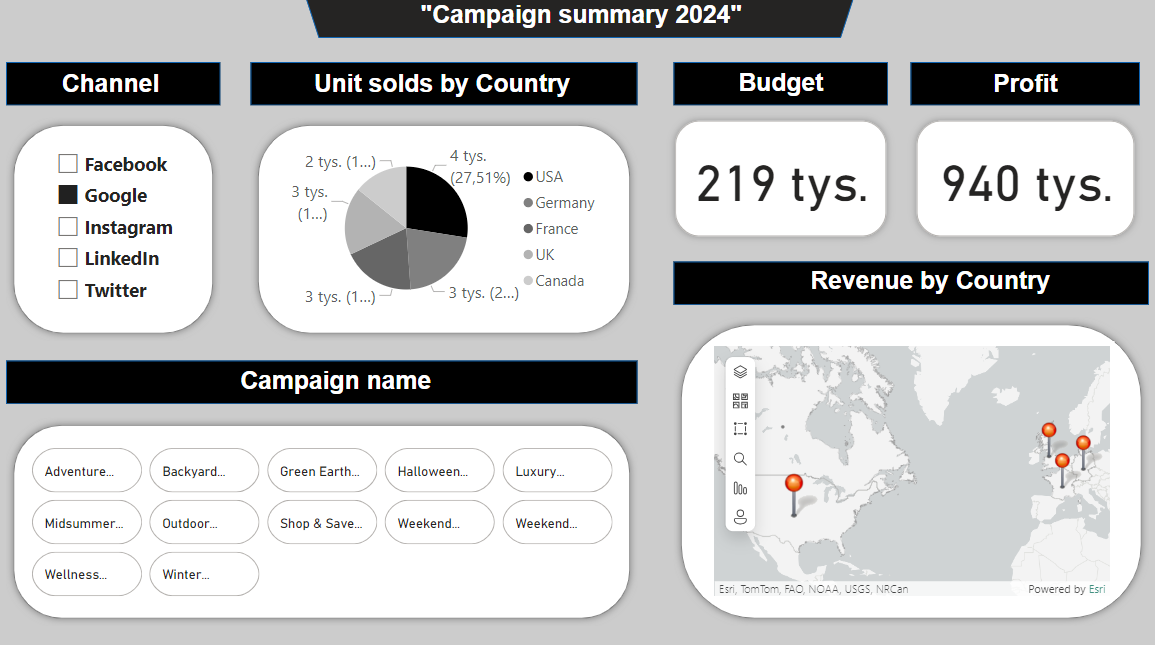 "Campaign summary 2024"
Channel
Unit solds by Country
Budget
Profit
Facebook
Google
Instagram
LinkedIn
Twitter
2 tys. (1...)
4 tys.
(27,51%)
3 tys.
(1...)
3 tys. (1...)
3 tys. (2...)
USA
Germany
France
UK
Canada
219 tys.
940 tys.
Revenue by Country
Campaign name
Adventure...
Backyard...
Green Earth...
Halloween...
Luxury...
Midsummer...
Outdoor...
Shop & Save...
Weekend...
Weekend...
Wellness...
Winter...
Esri, TomTom, FAO, NOAA, USGS, NRCan
Powered by Esri